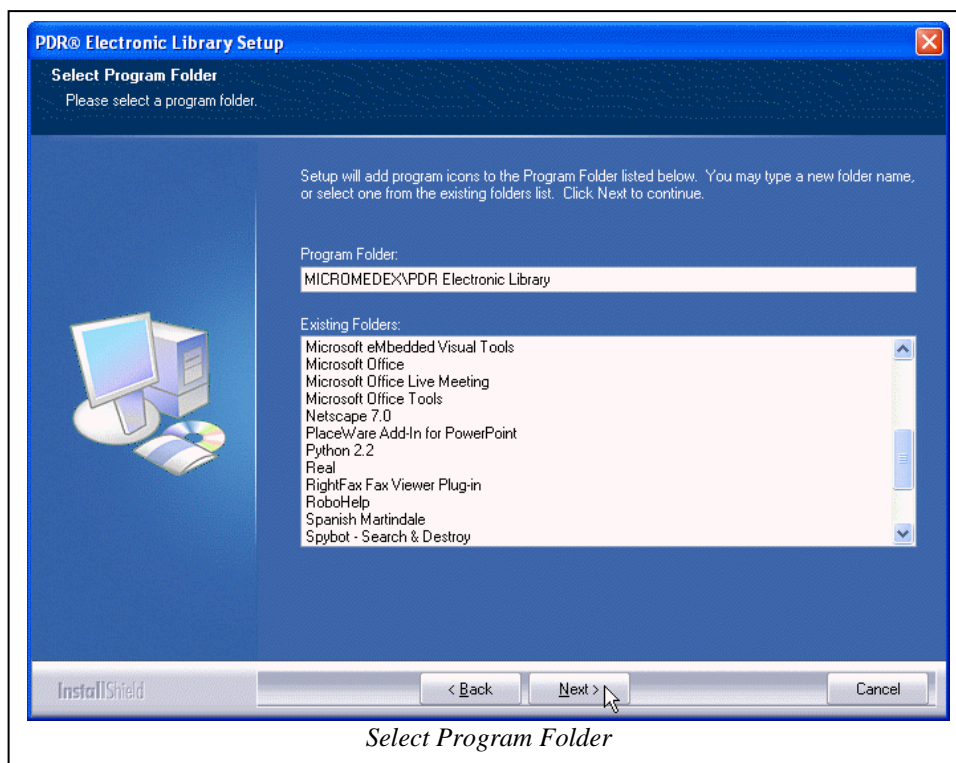 PDR® Electronic Library Setup
Select Program Folder
Please select a program folder.
Setup will add program icons to the Program Folder listed below. You may type a new folder name,
or select one from the existing folders list. Click Next to continue.
Program Folder:
MICROMEDEX\PDR Electronic Library
Existing Folders:
Microsoft eMbedded Visual Tools
Microsoft Office
Microsoft Office Live Meeting
Microsoft Office Tools
Netscape 7.0
PlaceWare Add-In for PowerPoint
Python 2.2
Real
RightFax Fax Viewer Plug-in
RoboHelp
Spanish Martindale
Spybot - Search & Destroy
InstallShield
< Back
Next >
Cancel
Select Program Folder